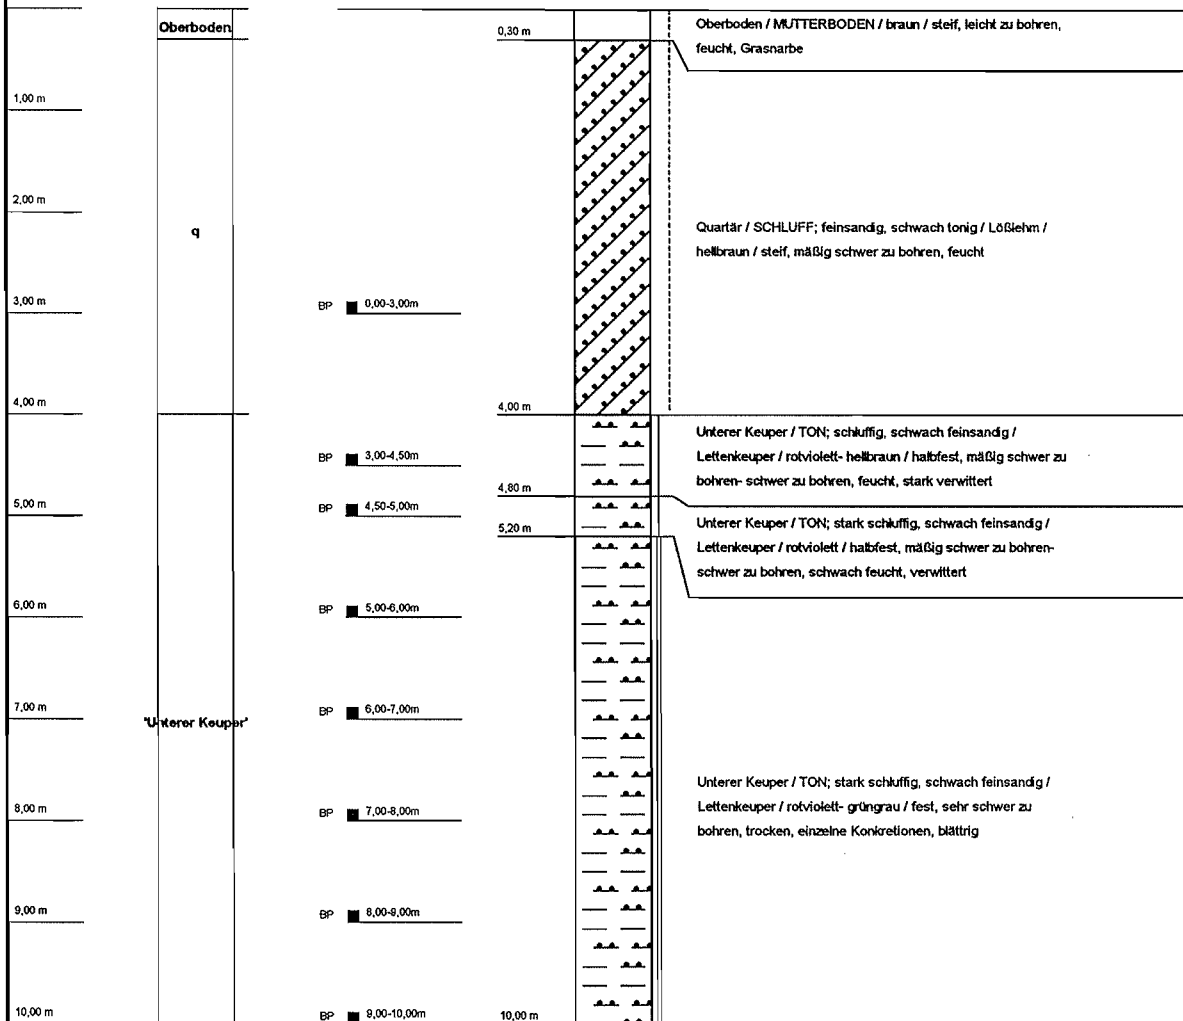 Oberboden
0,30 m
Oberboden / MUTTERBODEN / braun / steif, leicht zu bohren,
feucht, Grasnarbe
1,00 m
2,00 m
q
Quartär / SCHLUFF; feinsandig, schwach tonig / Lößlehm /
hellbraun / steif, mäßig schwer zu bohren, feucht
3,00 m
BP 0,00-3,00m
4,00 m
4,00 m
Unterer Keuper / TON; schluffig, schwach feinsandig /
Lettenkeuper / rotviolett- hellbraun / halbfest, mäßig schwer zu
bohren- schwer zu bohren, feucht, stark verwittert
BP 3,00-4,50m
4,80 m
5,00 m
BP 4,50-5,00m
5,20 m
Unterer Keuper / TON; stark schluffig, schwach feinsandig /
Lettenkeuper / rotviolett / halbfest, mäßig schwer zu bohren-
schwer zu bohren, schwach feucht, verwittert
6,00 m
BP 5,00-6,00m
7,00 m
"Unterer Keuper"
BP 6,00-7,00m
Unterer Keuper / TON; stark schluffig, schwach feinsandig /
Lettenkeuper / rotviolett- grüngrau / fest, sehr schwer zu
bohren, trocken, einzelne Konkretionen, blättrig
8,00 m
BP 7,00-8,00m
9,00 m
BP 8,00-9,00m
10,00 m
BP 9,00-10,00m
10,00 m